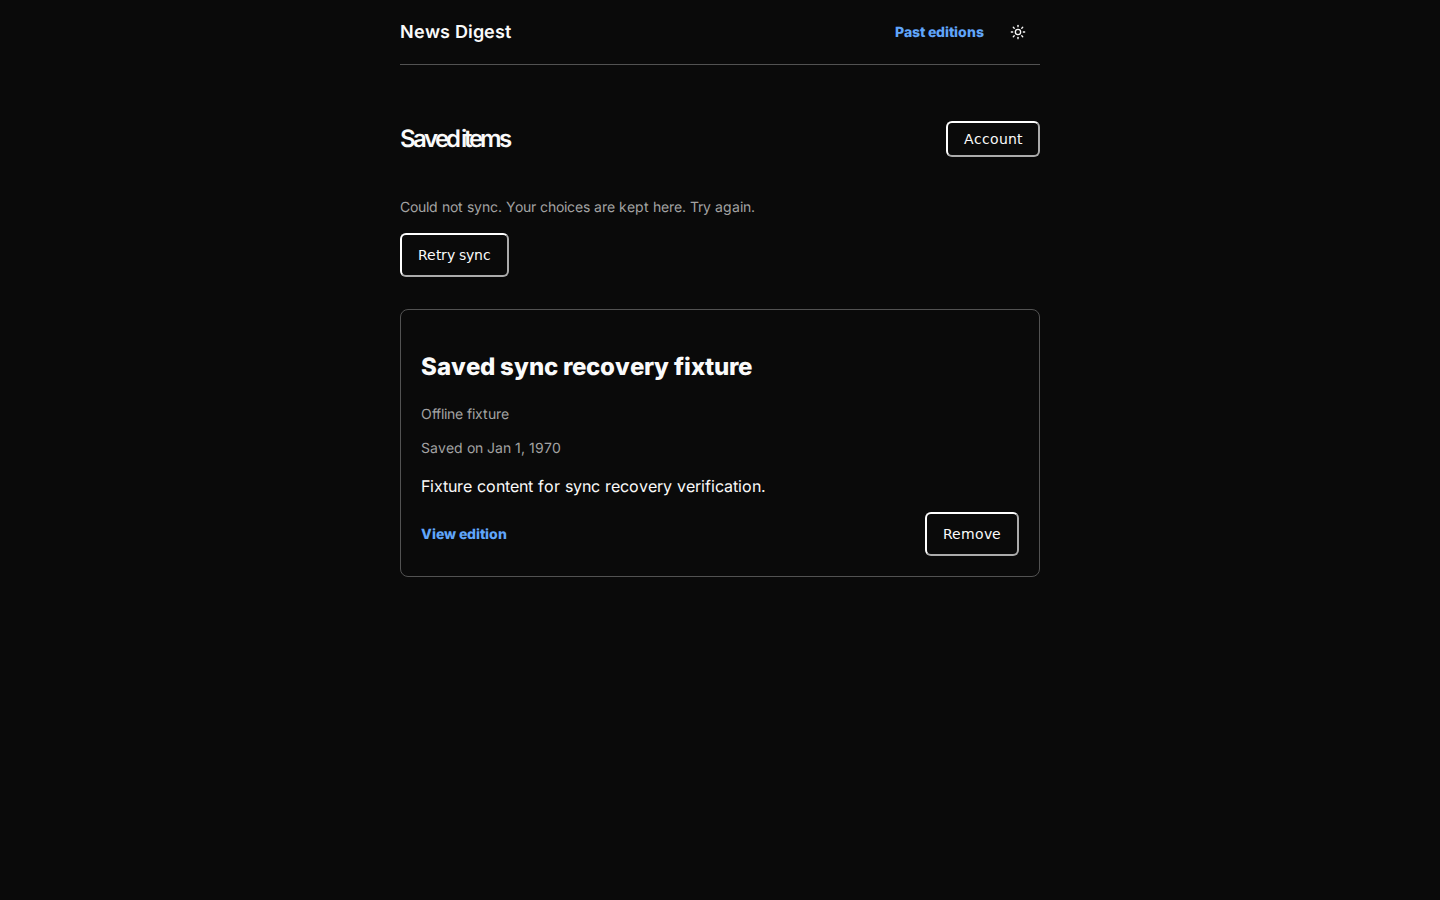 News Digest
Past editions
Saved items
Account
Could not sync. Your choices are kept here. Try again.
Retry sync
Saved sync recovery fixture
Offline fixture
Saved on Jan 1, 1970
Fixture content for sync recovery verification.
View edition
Remove